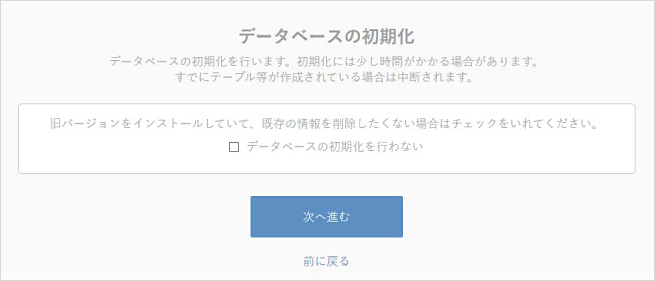 データベースの初期化
データベースの初期化を行います。初期化には少し時間がかかる場合があります。
すでにテーブル等が作成されている場合は中断されます。
旧バージョンをインストールしていて、既存の情報を削除したくない場合はチェックをいれてください。
データベースの初期化を行わない
次へ進む
前に戻る